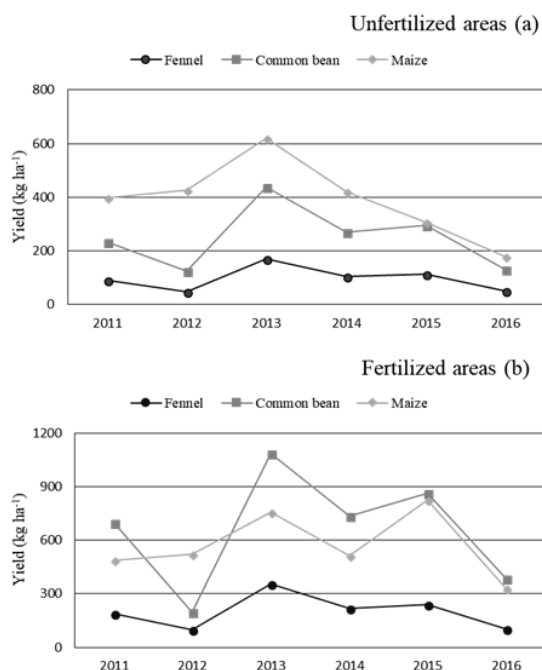 Unfertilized areas (a)
Fennel Common bean Maize
800
600
400
200
0
Yield (kg ha⁻¹)
2011 2012 2013 2014 2015 2016
Fertilized areas (b)
Fennel Common bean Maize
1200
900
600
300
0
Yield (kg ha⁻¹)
2011 2012 2013 2014 2015 2016